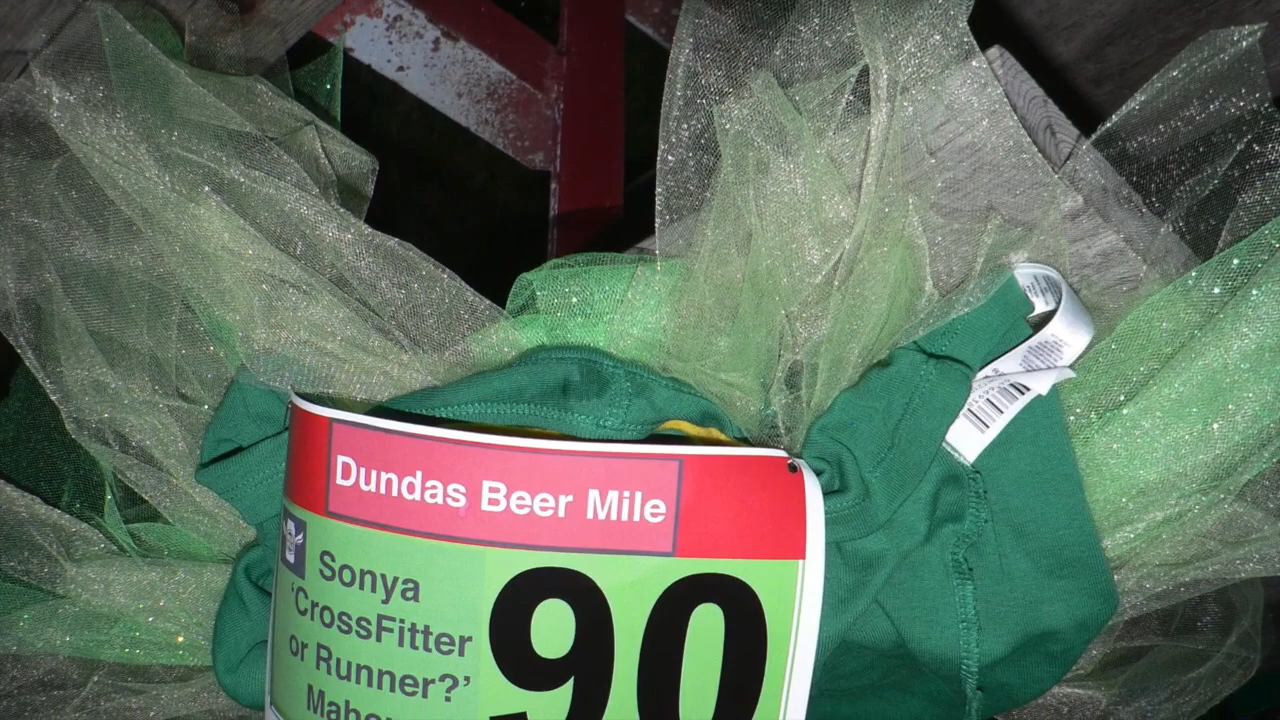 Dundas Beer Mile
Sonya
‘CrossFitter
or Runner?’
90